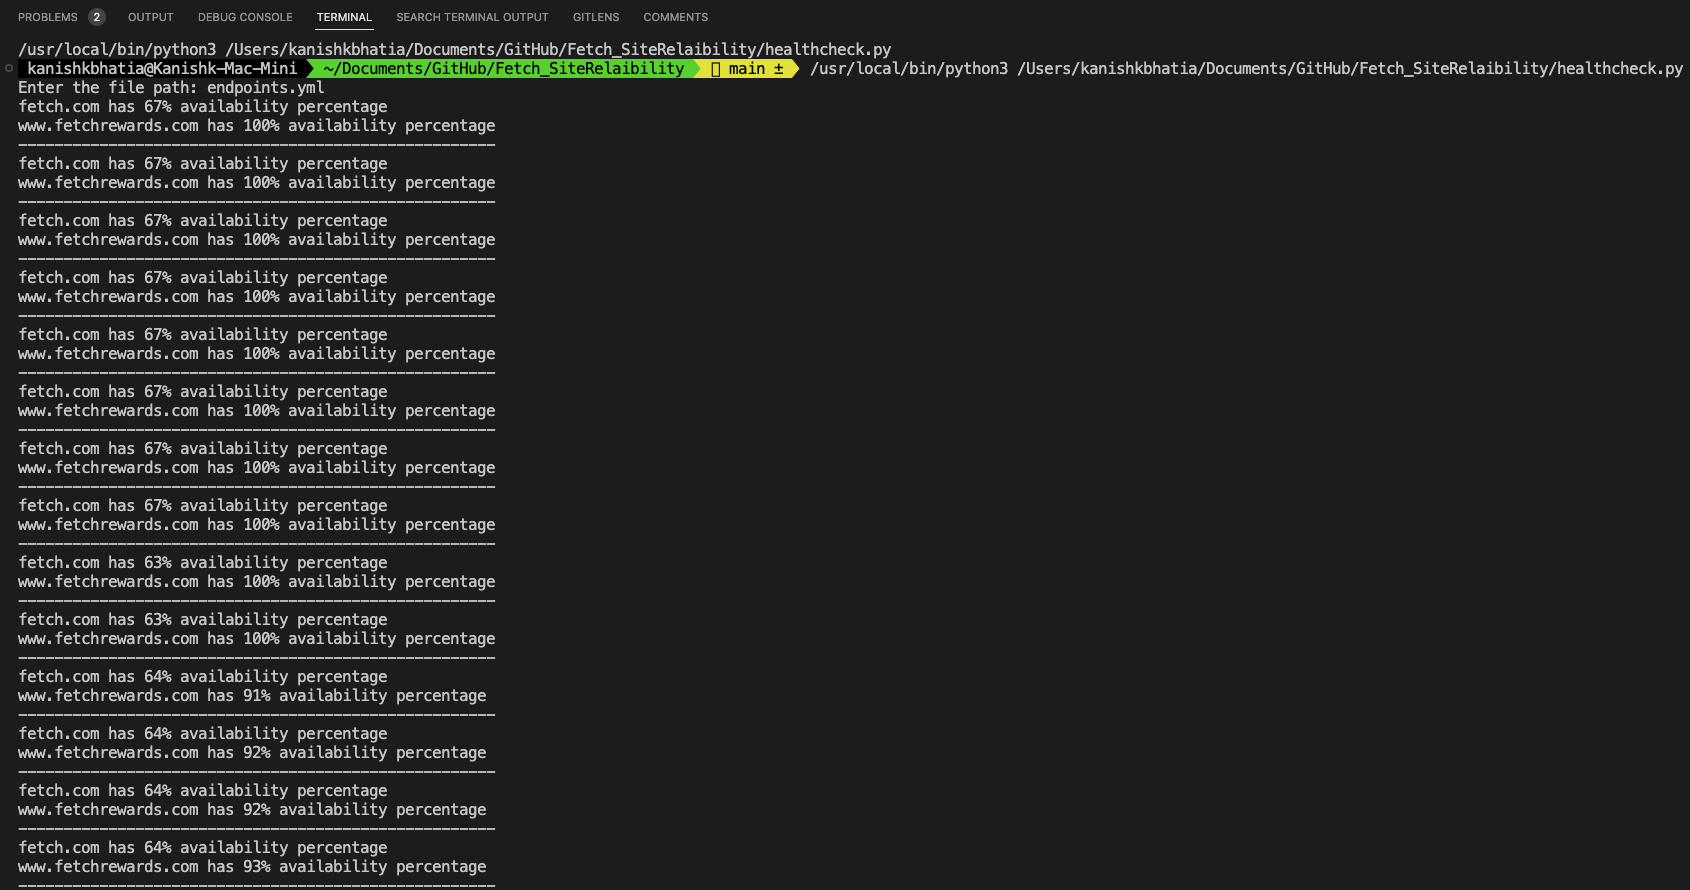 PROBLEMS 2 OUTPUT DEBUG CONSOLE TERMINAL SEARCH TERMINAL OUTPUT GITLENS COMMENTS
/usr/local/bin/python3 /Users/kanishkbhatia/Documents/GitHub/Fetch_SiteRelaibility/healthcheck.py
kanishkbhatia@Kanishk-Mac-Mini ~/Documents/GitHub/Fetch_SiteRelaibility main ± /usr/local/bin/python3 /Users/kanishkbhatia/Documents/GitHub/Fetch_SiteRelaibility/healthcheck.py
Enter the file path: endpoints.yml
fetch.com has 67% availability percentage
www.fetchrewards.com has 100% availability percentage
-----------------------------------------------------
fetch.com has 67% availability percentage
www.fetchrewards.com has 100% availability percentage
-----------------------------------------------------
fetch.com has 67% availability percentage
www.fetchrewards.com has 100% availability percentage
-----------------------------------------------------
fetch.com has 67% availability percentage
www.fetchrewards.com has 100% availability percentage
-----------------------------------------------------
fetch.com has 67% availability percentage
www.fetchrewards.com has 100% availability percentage
-----------------------------------------------------
fetch.com has 67% availability percentage
www.fetchrewards.com has 100% availability percentage
-----------------------------------------------------
fetch.com has 67% availability percentage
www.fetchrewards.com has 100% availability percentage
-----------------------------------------------------
fetch.com has 67% availability percentage
www.fetchrewards.com has 100% availability percentage
-----------------------------------------------------
fetch.com has 63% availability percentage
www.fetchrewards.com has 100% availability percentage
-----------------------------------------------------
fetch.com has 63% availability percentage
www.fetchrewards.com has 100% availability percentage
-----------------------------------------------------
fetch.com has 64% availability percentage
www.fetchrewards.com has 91% availability percentage
-----------------------------------------------------
fetch.com has 64% availability percentage
www.fetchrewards.com has 92% availability percentage
-----------------------------------------------------
fetch.com has 64% availability percentage
www.fetchrewards.com has 92% availability percentage
-----------------------------------------------------
fetch.com has 64% availability percentage
www.fetchrewards.com has 93% availability percentage
-----------------------------------------------------